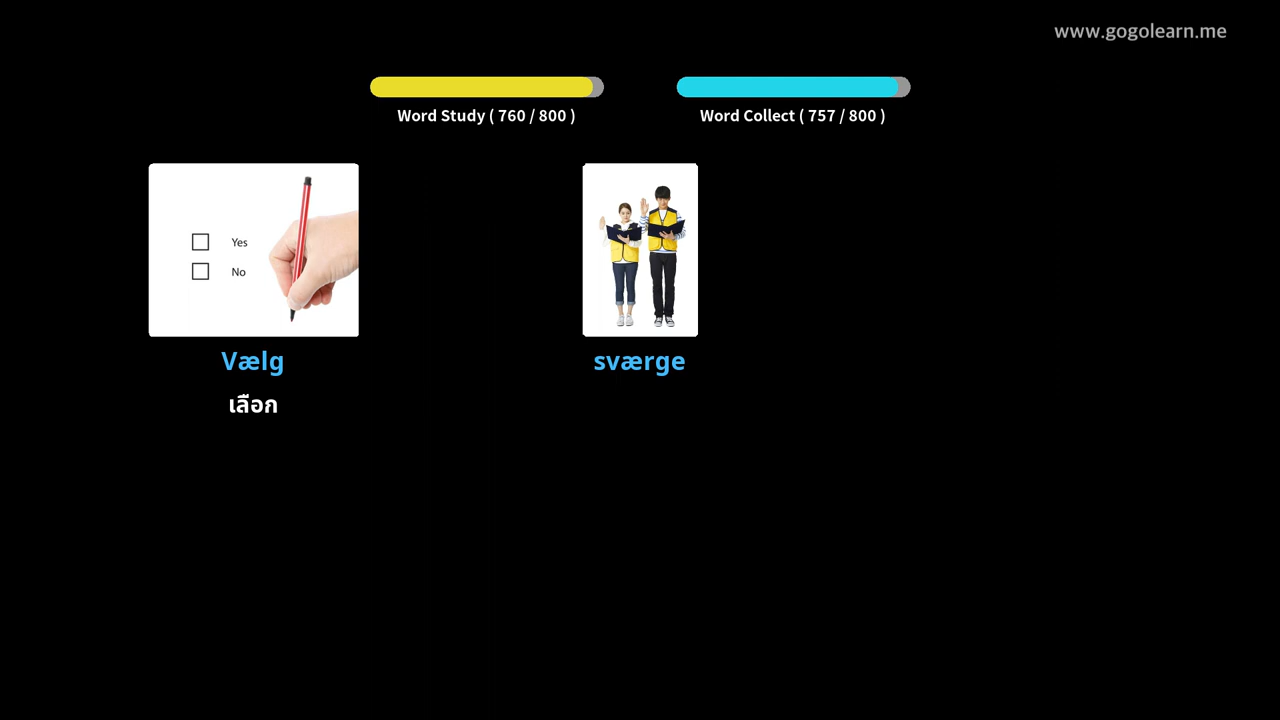 www.gogolearn.me
Word Study ( 760 / 800 )
Word Collect ( 757 / 800 )
Yes
No
Vælg
sværge
เลือก